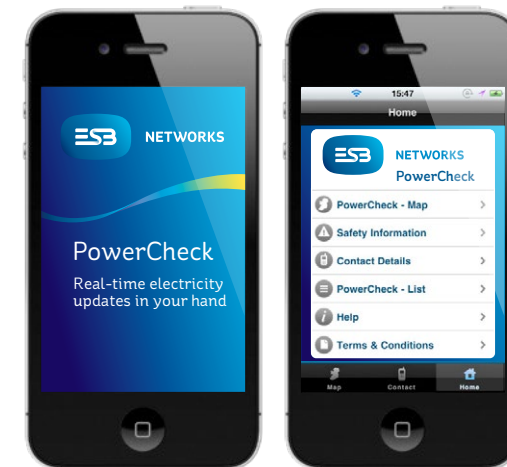 ESB NETWORKS
PowerCheck
Real-time electricity
updates in your hand
15:47
Home
ESB NETWORKS
PowerCheck
PowerCheck - Map
Safety Information
Contact Details
PowerCheck - List
Help
Terms & Conditions
Map Contact Home